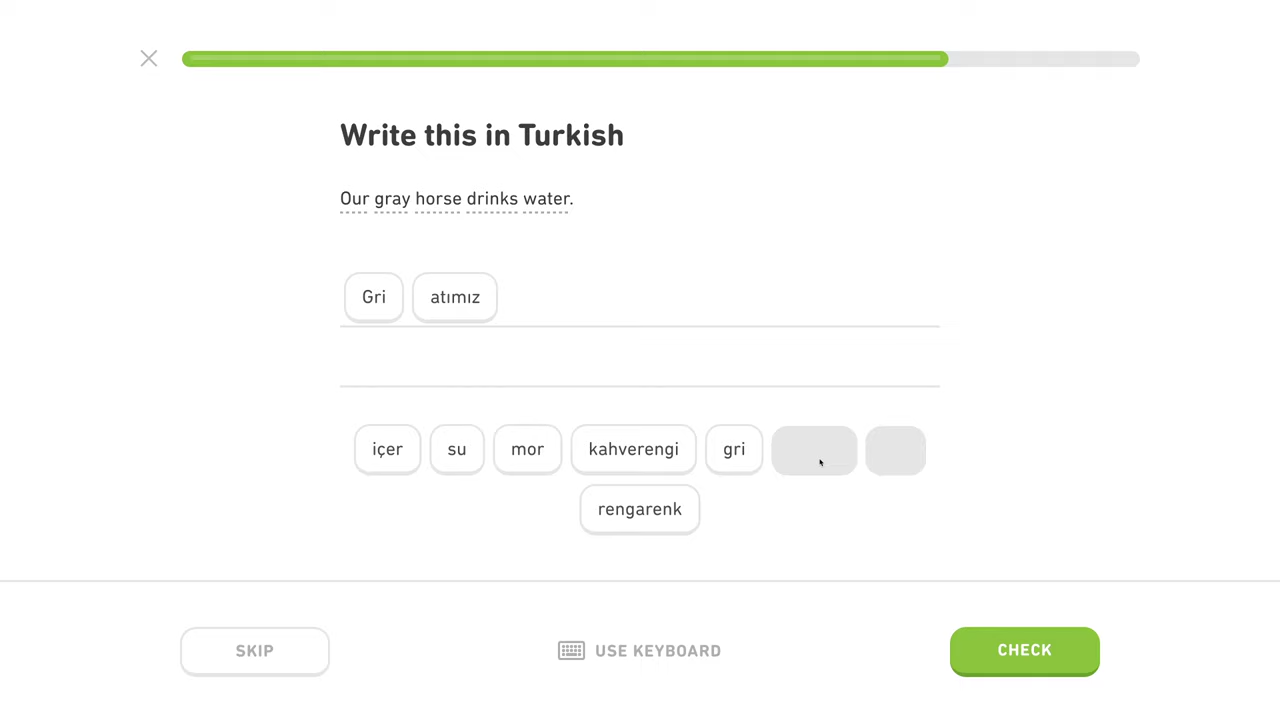 Write this in Turkish
Our gray horse drinks water.
Gri atımız
içer su mor kahverengi gri
rengarenk
SKIP USE KEYBOARD CHECK